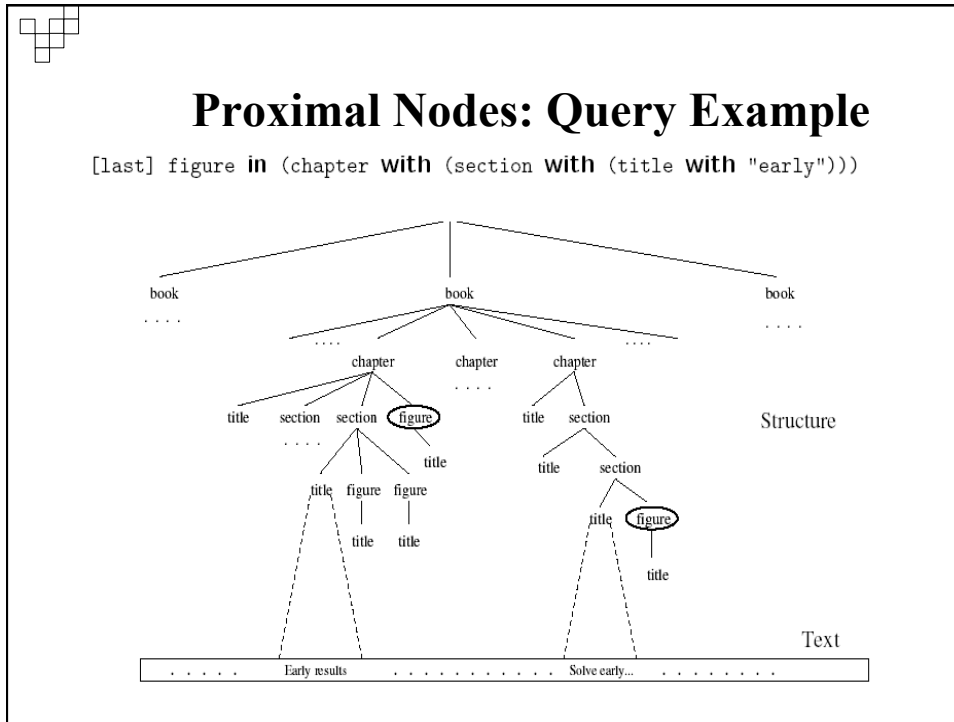 Proximal Nodes: Query Example
[last] figure in (chapter with (section with (title with "early")))
book book book
. . . . . . . .
. . . . . . . .
chapter chapter chapter
. . . .
title section section figure title section Structure
. . . .
title title section
title figure figure
title figure
title title
title
Text
. . . . . Early results . . . . . . . . . . . Solve early... . . . . . . . .